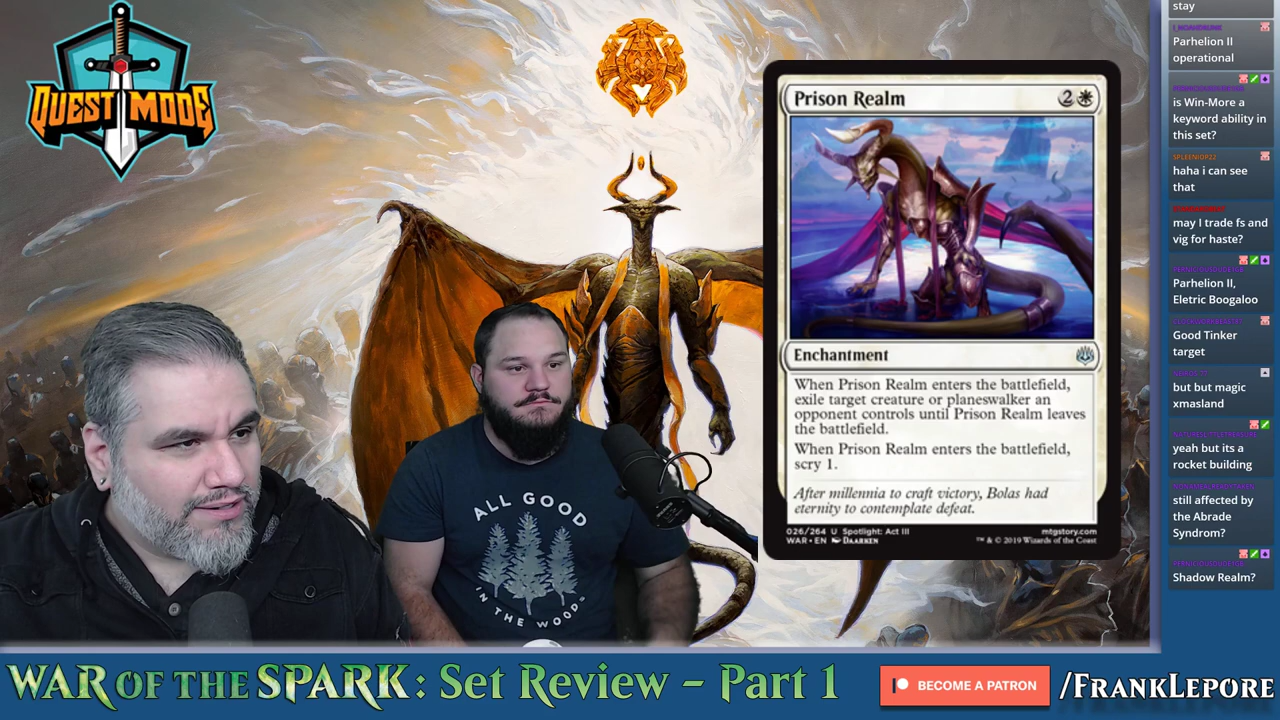 QUEST MODE
Prison Realm 2
Enchantment
When Prison Realm enters the battlefield,
exile target creature or planeswalker an
opponent controls until Prison Realm leaves
the battlefield.
When Prison Realm enters the battlefield,
scry 1.
After millennia to craft victory, Bolas had
eternity to contemplate defeat.
026/264 U Spotlight: Act III
WAR • EN DAARKEN
mtgstory.com
™ & © 2019 Wizards of the Coast
ALL GOOD
IN THE WOODS
stay
Parhelion II
operational
is Win-More a
keyword ability in
this set?
SPLEENIOP22
haha i can see
that
may I trade fs and
vig for haste?
Parhelion II,
Eletric Boogaloo
Good Tinker
target
but but magic
xmasland
yeah but its a
rocket building
still affected by
the Abrade
Syndrom?
Shadow Realm?
WAR OF THE SPARK: Set Review - Part 1
BECOME A PATRON
/FRANKLEPORE